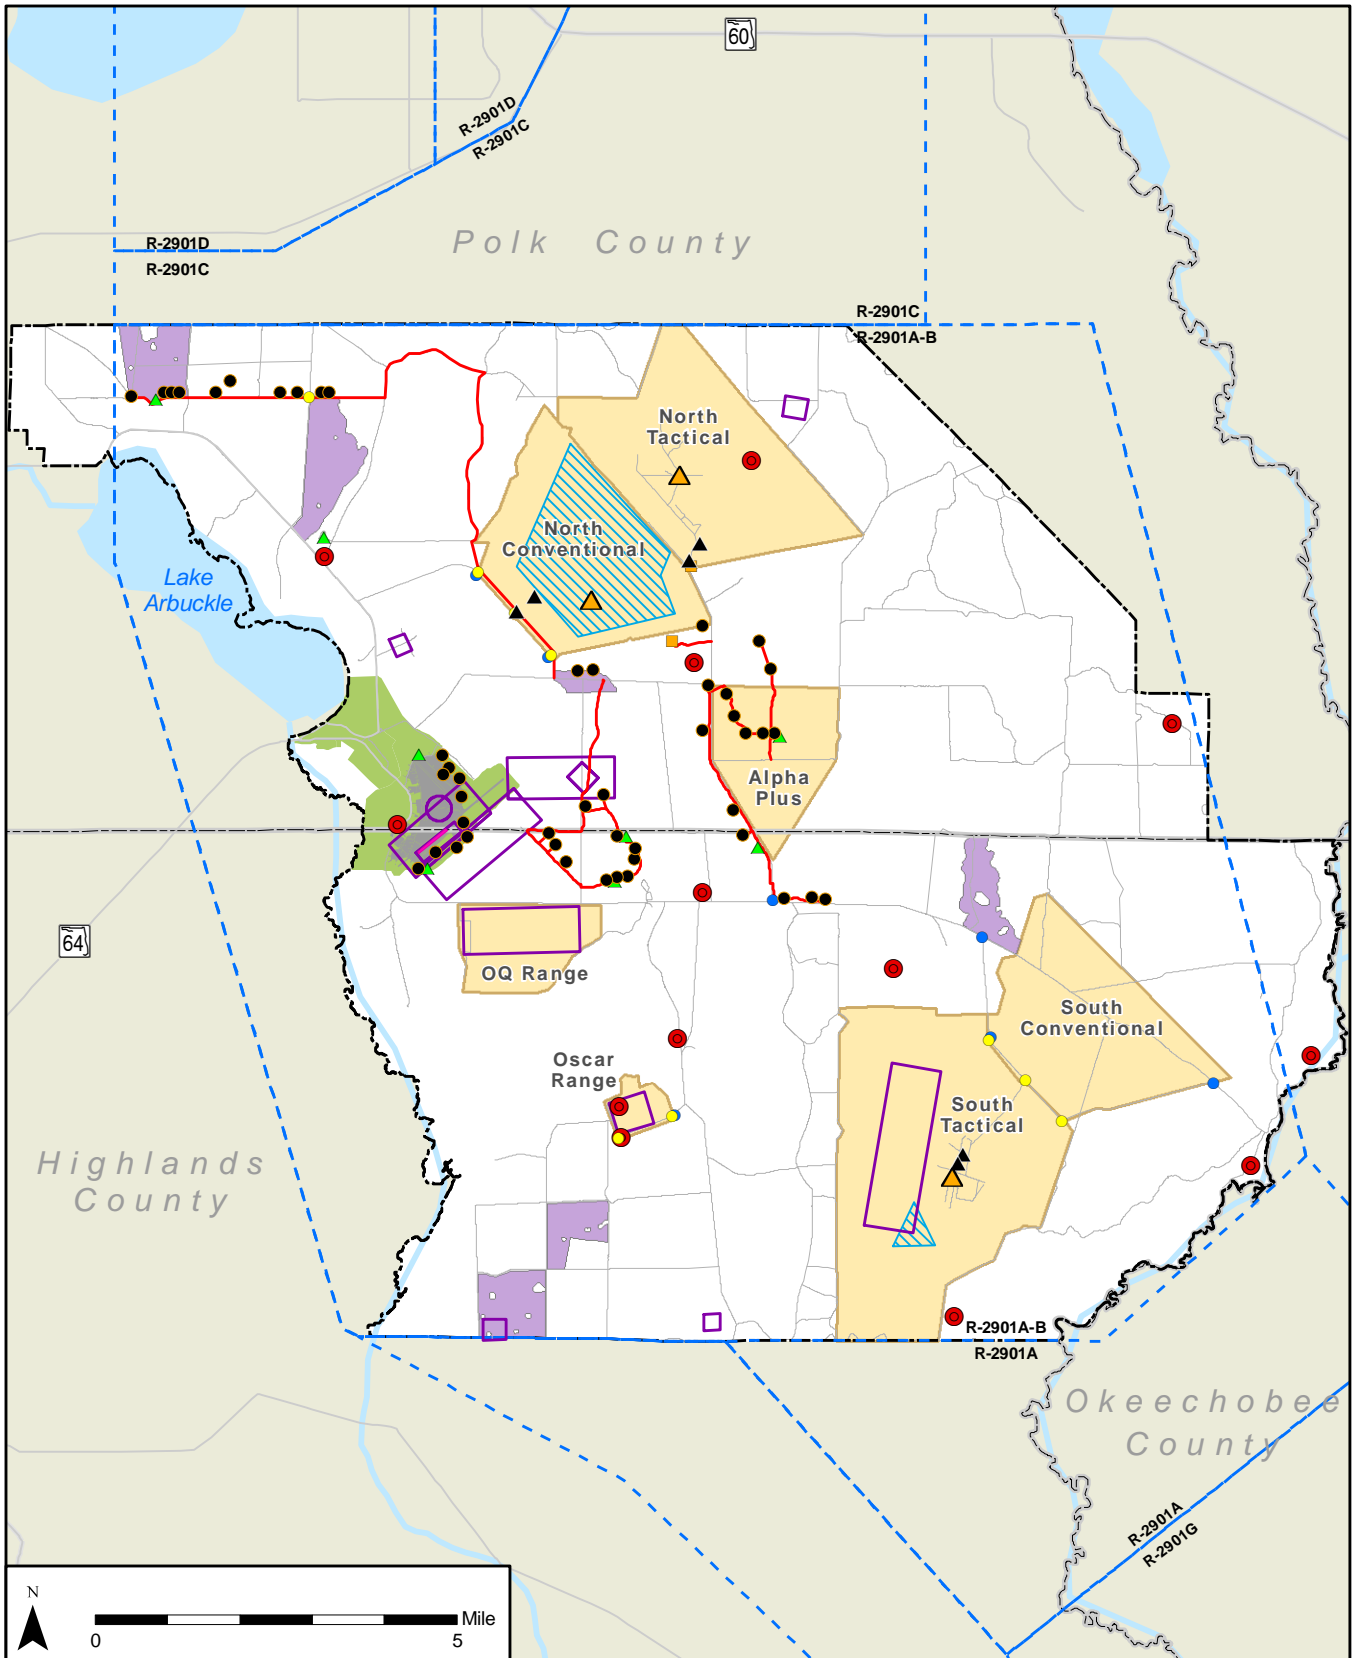 60
R-2901D
R-2901C
Polk County
R-2901D
R-2901C
R-2901C
R-2901A-B
North
Tactical
North
Conventional
Lake
Arbuckle
Alpha
Plus
64
OQ Range
South
Conventional
Oscar
Range
South
Tactical
Highlands
County
R-2901A-B
R-2901A
Okeechobee
County
R-2901A
R-2901G
N
Mile
0 5